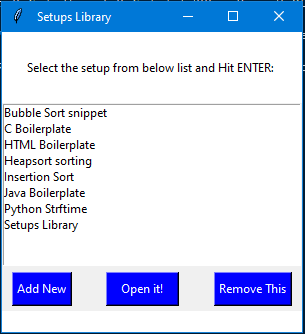 Setups Library
Select the setup from below list and Hit ENTER:
Bubble Sort snippet
C Boilerplate
HTML Boilerplate
Heapsort sorting
Insertion Sort
Java Boilerplate
Python Strftime
Setups Library
Add New
Open it!
Remove This